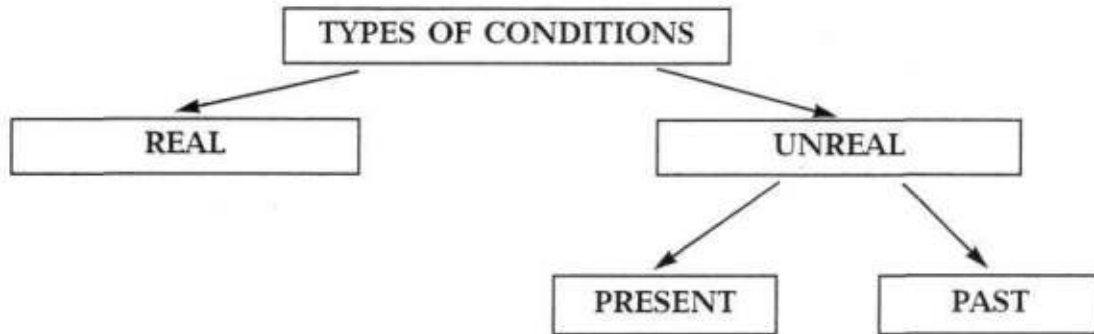 TYPES OF CONDITIONS
REAL
UNREAL
PRESENT
PAST